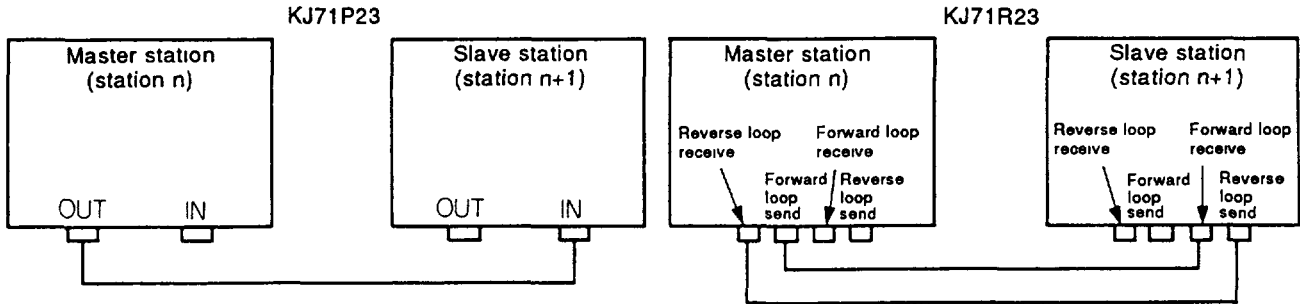 KJ71P23
Master station
(station n)
OUT
IN
Slave station
(station n+1)
OUT
IN
KJ71R23
Master station
(station n)
Reverse loop
receive
Forward loop
receive
Forward
loop
send
Reverse
loop
send
Slave station
(station n+1)
Reverse loop
receive
Forward loop
receive
Forward
loop
send
Reverse
loop
send